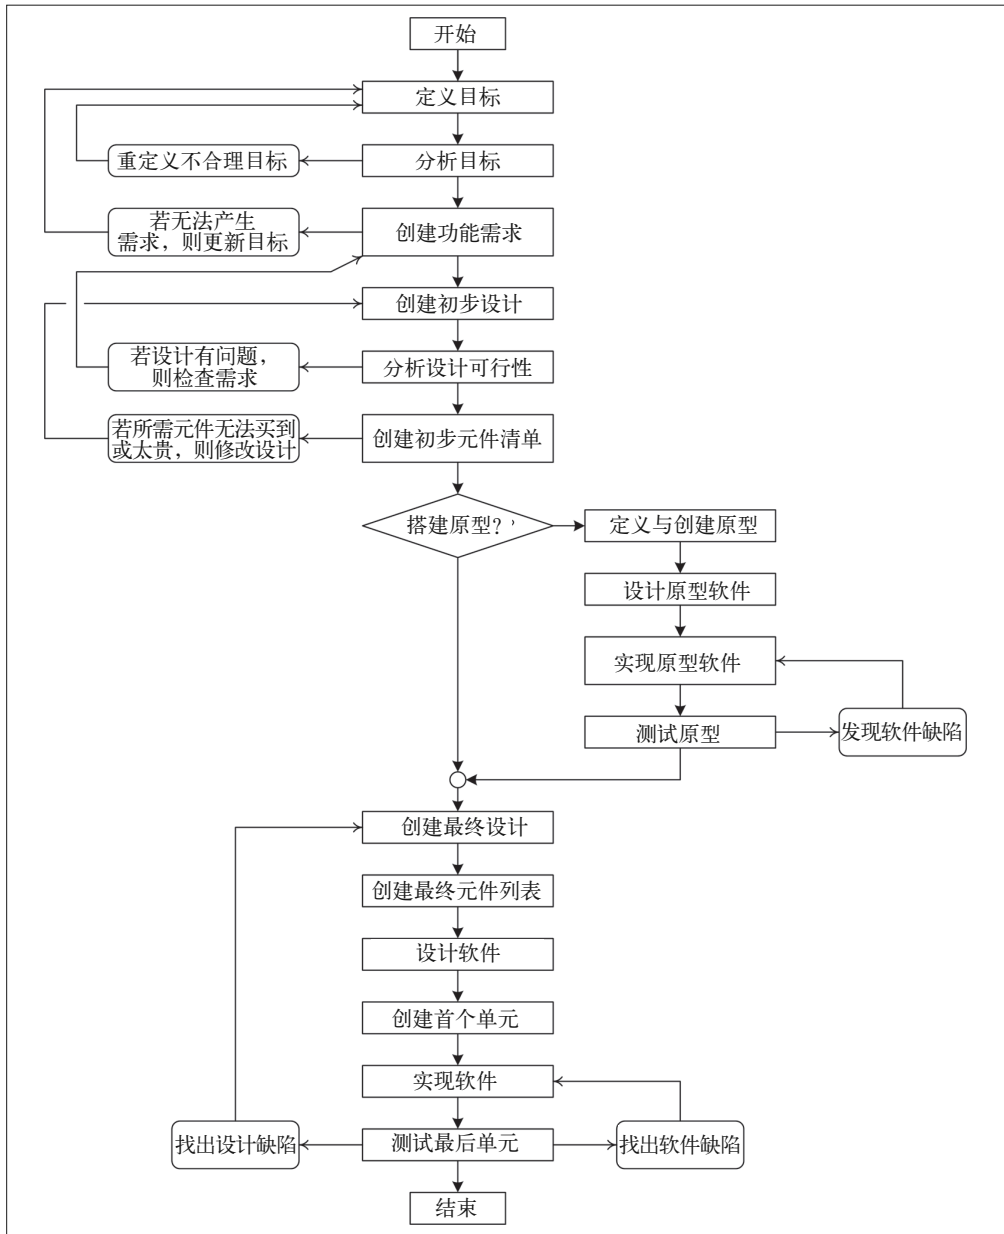 开始
定义目标
重定义不合理目标
分析目标
若无法产生
需求，则更新目标
创建功能需求
创建初步设计
若设计有问题，
则检查需求
分析设计可行性
若所需元件无法买到
或太贵，则修改设计
创建初步元件清单
搭建原型？
定义与创建原型
设计原型软件
实现原型软件
测试原型
发现软件缺陷
创建最终设计
创建最终元件列表
设计软件
创建首个单元
实现软件
找出设计缺陷
测试最后单元
找出软件缺陷
结束